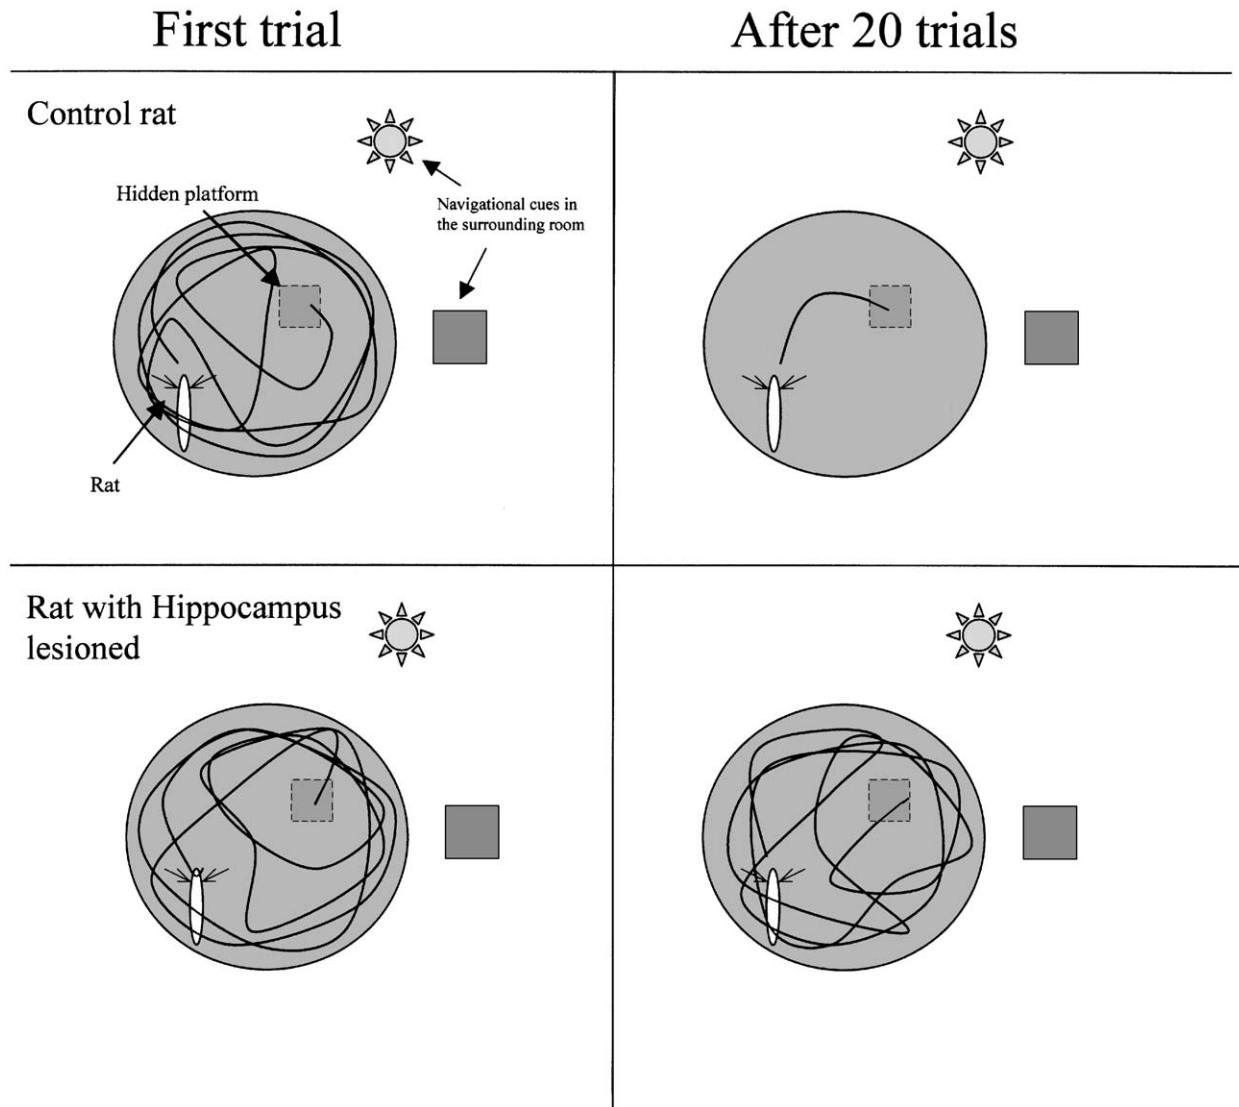 First trial
After 20 trials
Control rat
Hidden platform
Navigational cues in
the surrounding room
Rat
Rat with Hippocampus
lesioned